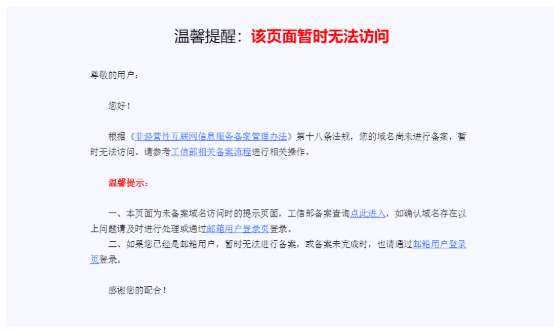 温馨提醒：该页面暂时无法访问
尊敬的用户：
您好！
根据《非经营性互联网信息服务备案管理办法》第十八条法规，您的域名尚未进行备案，暂
时无法访问。请参考工信部相关备案流程进行相关操作。
温馨提示：
一、本页面为未备案域名访问时的提示页面，工信部备案查询点此进入，如确认域名存在以
上问题请及时进行处理或通过邮箱用户登录页登录。
二、如果您已经是邮箱用户，暂时无法进行备案，或备案未完成时，也请通过邮箱用户登录
页登录。
感谢您的配合！